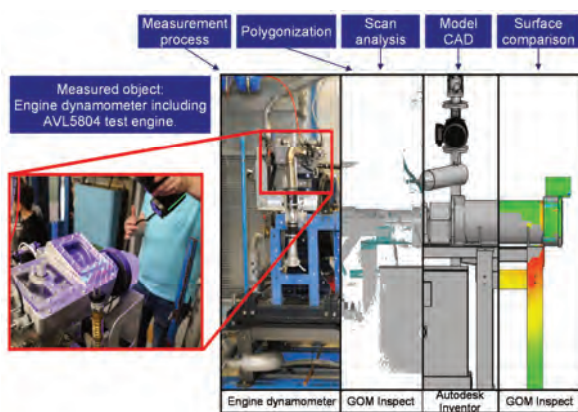 Measurement
process
Polygonization
Scan
analysis
Model
CAD
Surface
comparison
Measured object:
Engine dynamometer including
AVL5804 test engine.
Engine dynamometer
GOM Inspect
Autodesk
Inventor
GOM Inspect